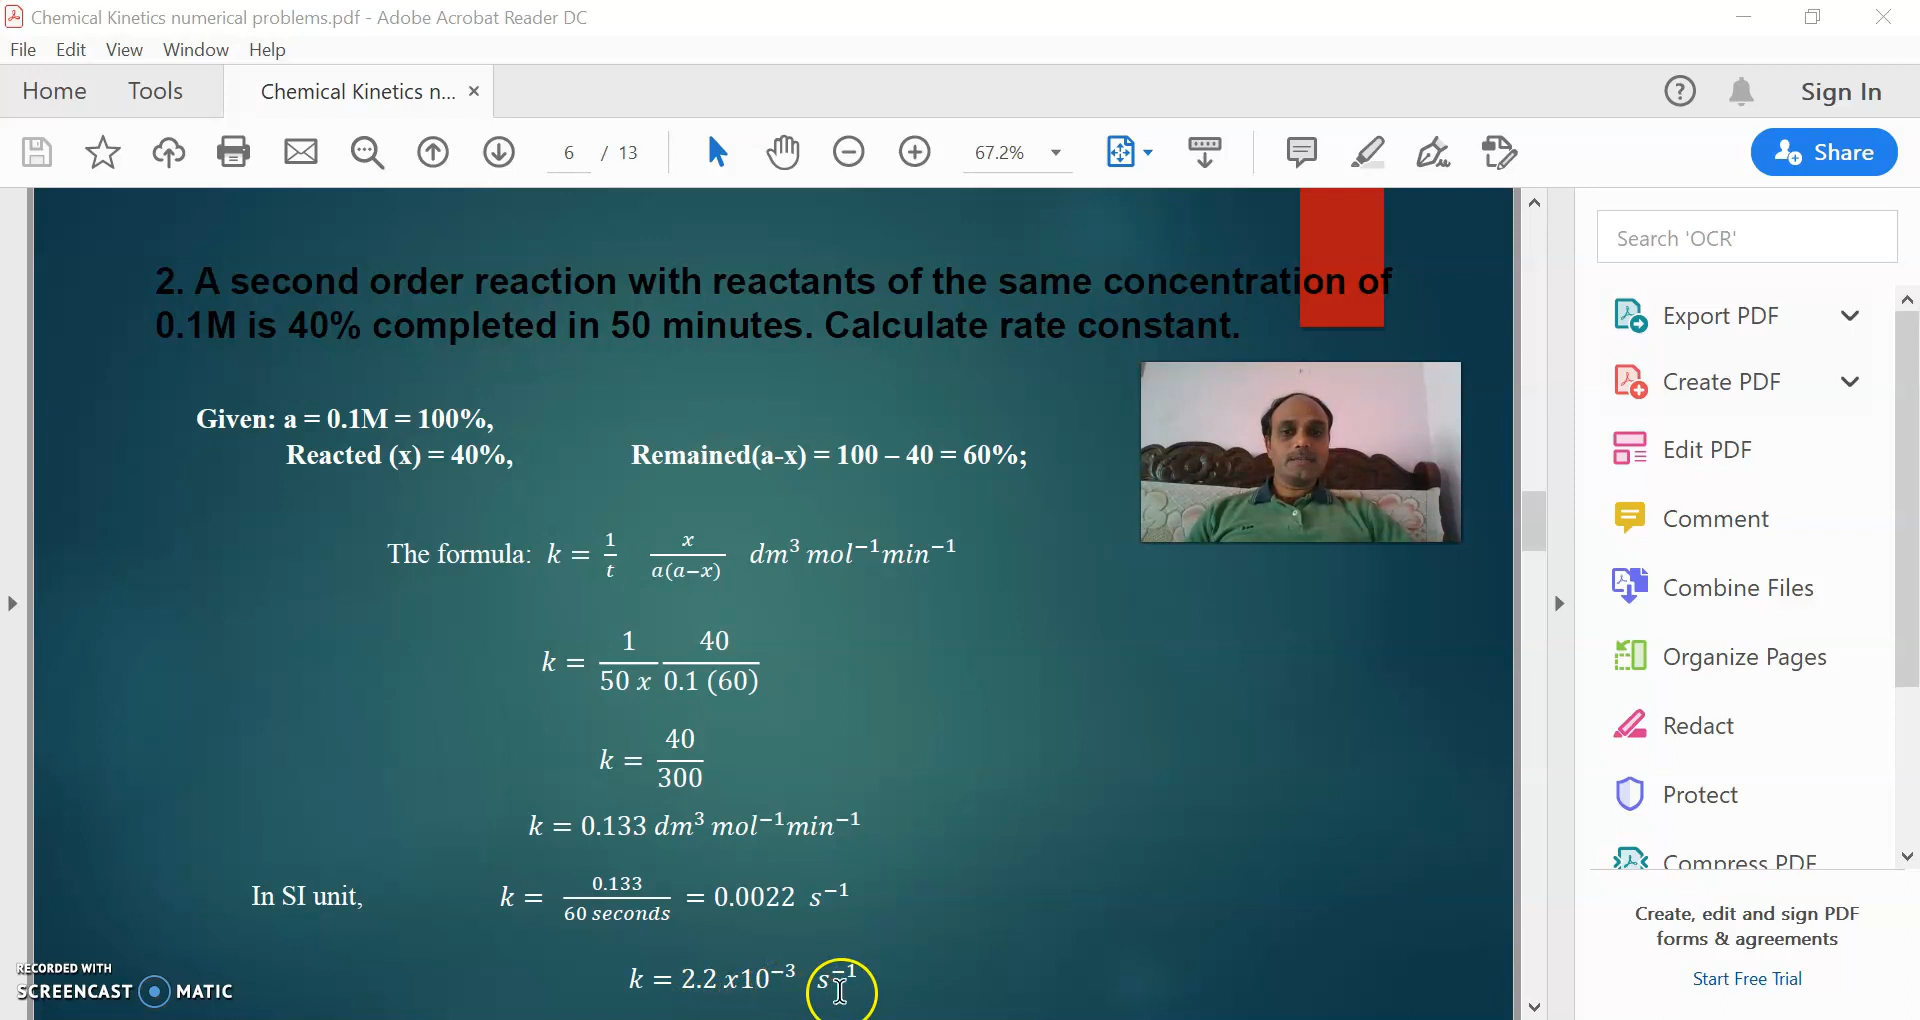 Chemical Kinetics numerical problems.pdf - Adobe Acrobat Reader DC
File Edit View Window Help
Home Tools Chemical Kinetics n... × Sign In
6 / 13 67.2% Share
2. A second order reaction with reactants of the same concentration of
0.1M is 40% completed in 50 minutes. Calculate rate constant.
Given: a = 0.1M = 100%,
Reacted (x) = 40%, Remained(a-x) = 100 – 40 = 60%;
The formula: k = 1/t x/a(a−x) dm³ mol⁻¹min⁻¹
k = 1/50 x 40/0.1 (60)
k = 40/300
k = 0.133 dm³ mol⁻¹min⁻¹
In SI unit, k = 0.133/60 seconds = 0.0022 s⁻¹
k = 2.2 x10⁻³ s⁻¹
RECORDED WITH
SCREENCAST MATIC
Search 'OCR'
Export PDF
Create PDF
Edit PDF
Comment
Combine Files
Organize Pages
Redact
Protect
Compress PDF
Create, edit and sign PDF
forms & agreements
Start Free Trial